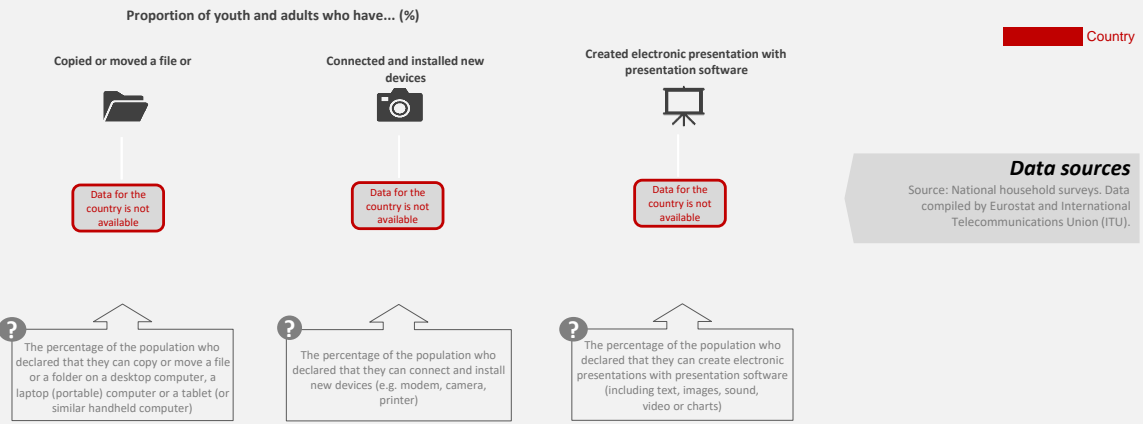 Proportion of youth and adults who have... (%)
Country
Copied or moved a file or
Connected and installed new
devices
Created electronic presentation with
presentation software
Data for the
country is not
available
Data for the
country is not
available
Data for the
country is not
available
Data sources
Source: National household surveys. Data
compiled by Eurostat and International
Telecommunications Union (ITU).
?
The percentage of the population who
declared that they can copy or move a file
or a folder on a desktop computer, a
laptop (portable) computer or a tablet (or
similar handheld computer)
?
The percentage of the population who
declared that they can connect and install
new devices (e.g. modem, camera,
printer)
?
The percentage of the population who
declared that they can create electronic
presentations with presentation software
(including text, images, sound,
video or charts)